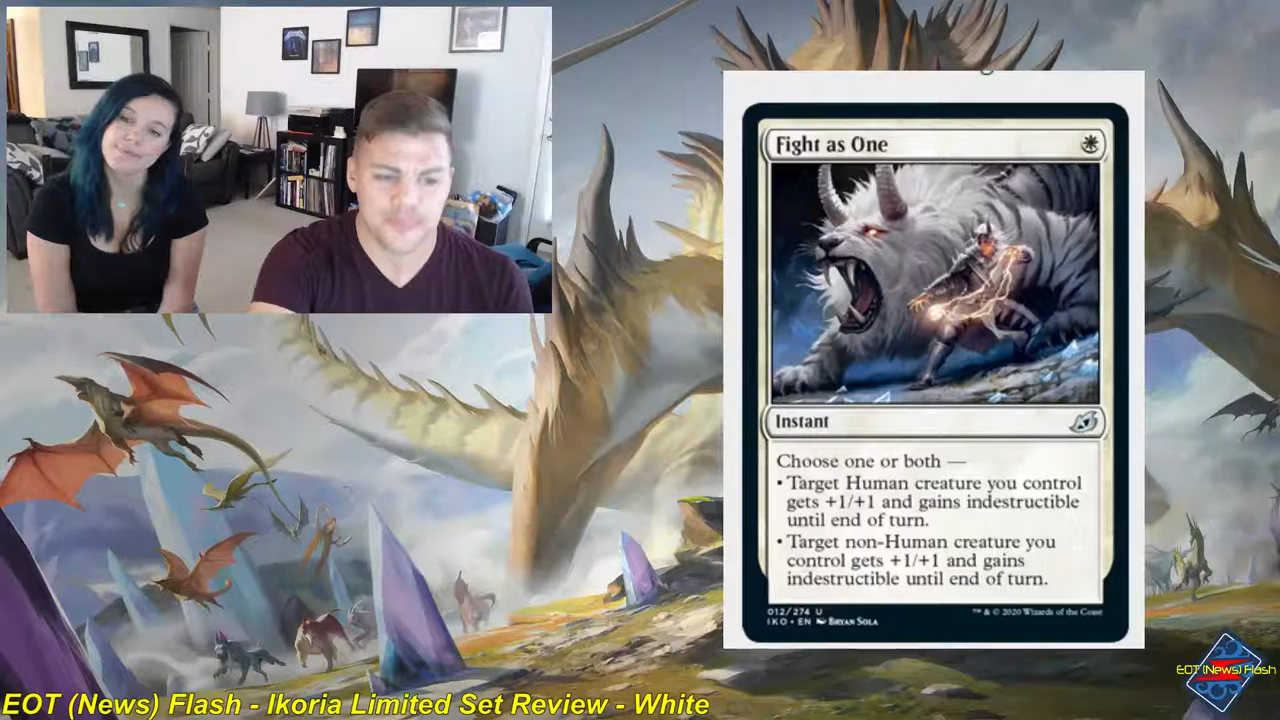 Fight as One
Instant
Choose one or both —
• Target Human creature you control
gets +1/+1 and gains indestructible
until end of turn.
• Target non-Human creature you
control gets +1/+1 and gains
indestructible until end of turn.
012/274 U
™ & © 2020 Wizards of the Coast
IKO • EN BRYAN SOLA
EOT (News) Flash
EOT (News) Flash - Ikoria Limited Set Review - White